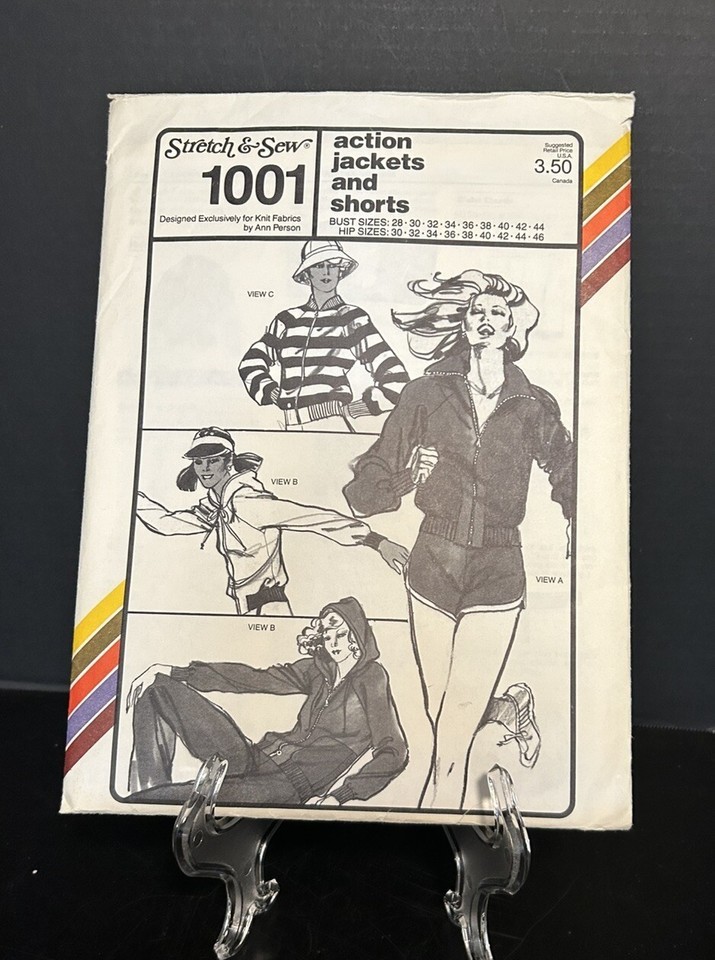 Stretch & Sew®
1001
Designed Exclusively for Knit Fabrics
by Ann Person
action
jackets
and
shorts
BUST SIZES: 28 • 30 • 32 • 34 • 36 • 38 • 40 • 42 • 44
HIP SIZES: 30 • 32 • 34 • 36 • 38 • 40 • 42 • 44 • 46
Suggested
Retail Price
U.S.A.
3.50
Canada
VIEW C
VIEW B
VIEW A
VIEW B